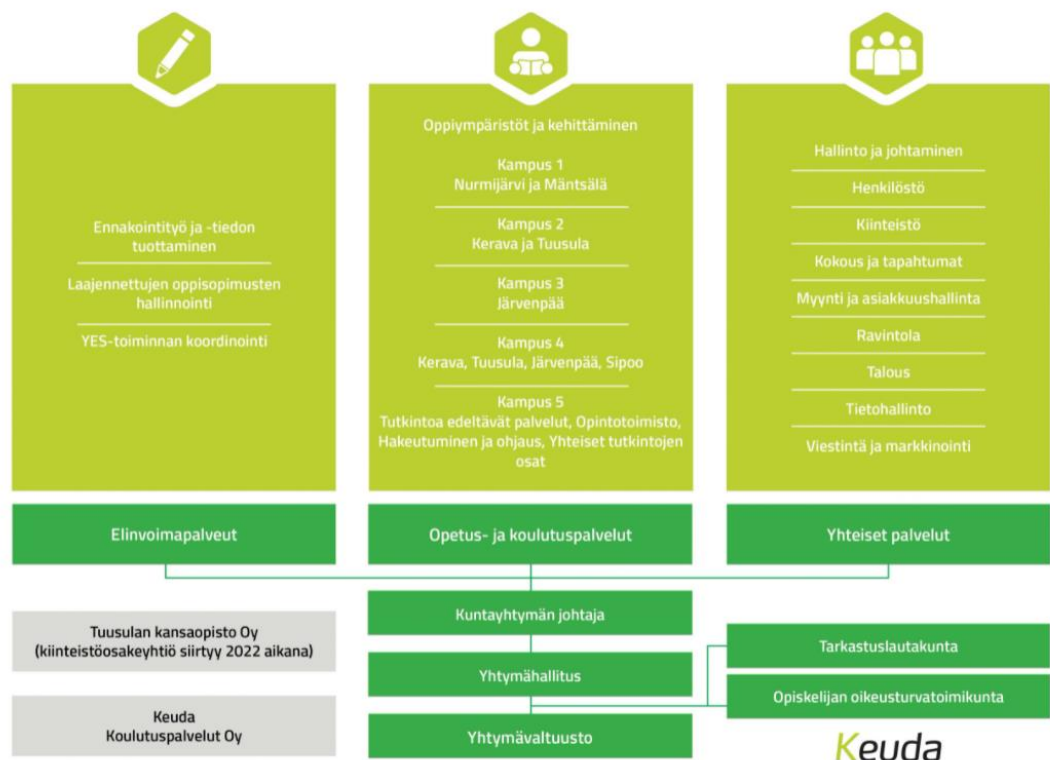 Ennakointityö ja -tiedon
tuottaminen
Laajennettujen oppisopimusten
hallinnointi
YES-toiminnan koordinointi
Oppiympäristöt ja kehittäminen
Kampus 1
Nurmijärvi ja Mäntsälä
Kampus 2
Kerava ja Tuusula
Kampus 3
Järvenpää
Kampus 4
Kerava, Tuusula, Järvenpää, Sipoo
Kampus 5
Tutkintoa edeltävät palvelut, Opintotoimisto,
Hakeutuminen ja ohjaus, Yhteiset tutkintojen
osat
Hallinto ja johtaminen
Henkilöstö
Kiinteistö
Kokous ja tapahtumat
Myynti ja asiakkuushallinta
Ravintola
Talous
Tietohallinto
Viestintä ja markkinointi
Elinvoimapalveut
Opetus- ja koulutuspalvelut
Yhteiset palvelut
Tuusulan kansaopisto Oy
(kiinteistöosakeyhtiö siirtyy 2022 aikana)
Keuda
Koulutuspalvelut Oy
Kuntayhtymän johtaja
Yhtymähallitus
Yhtymävaltuusto
Tarkastuslautakunta
Opiskelijan oikeusturvatoimikunta
Keuda